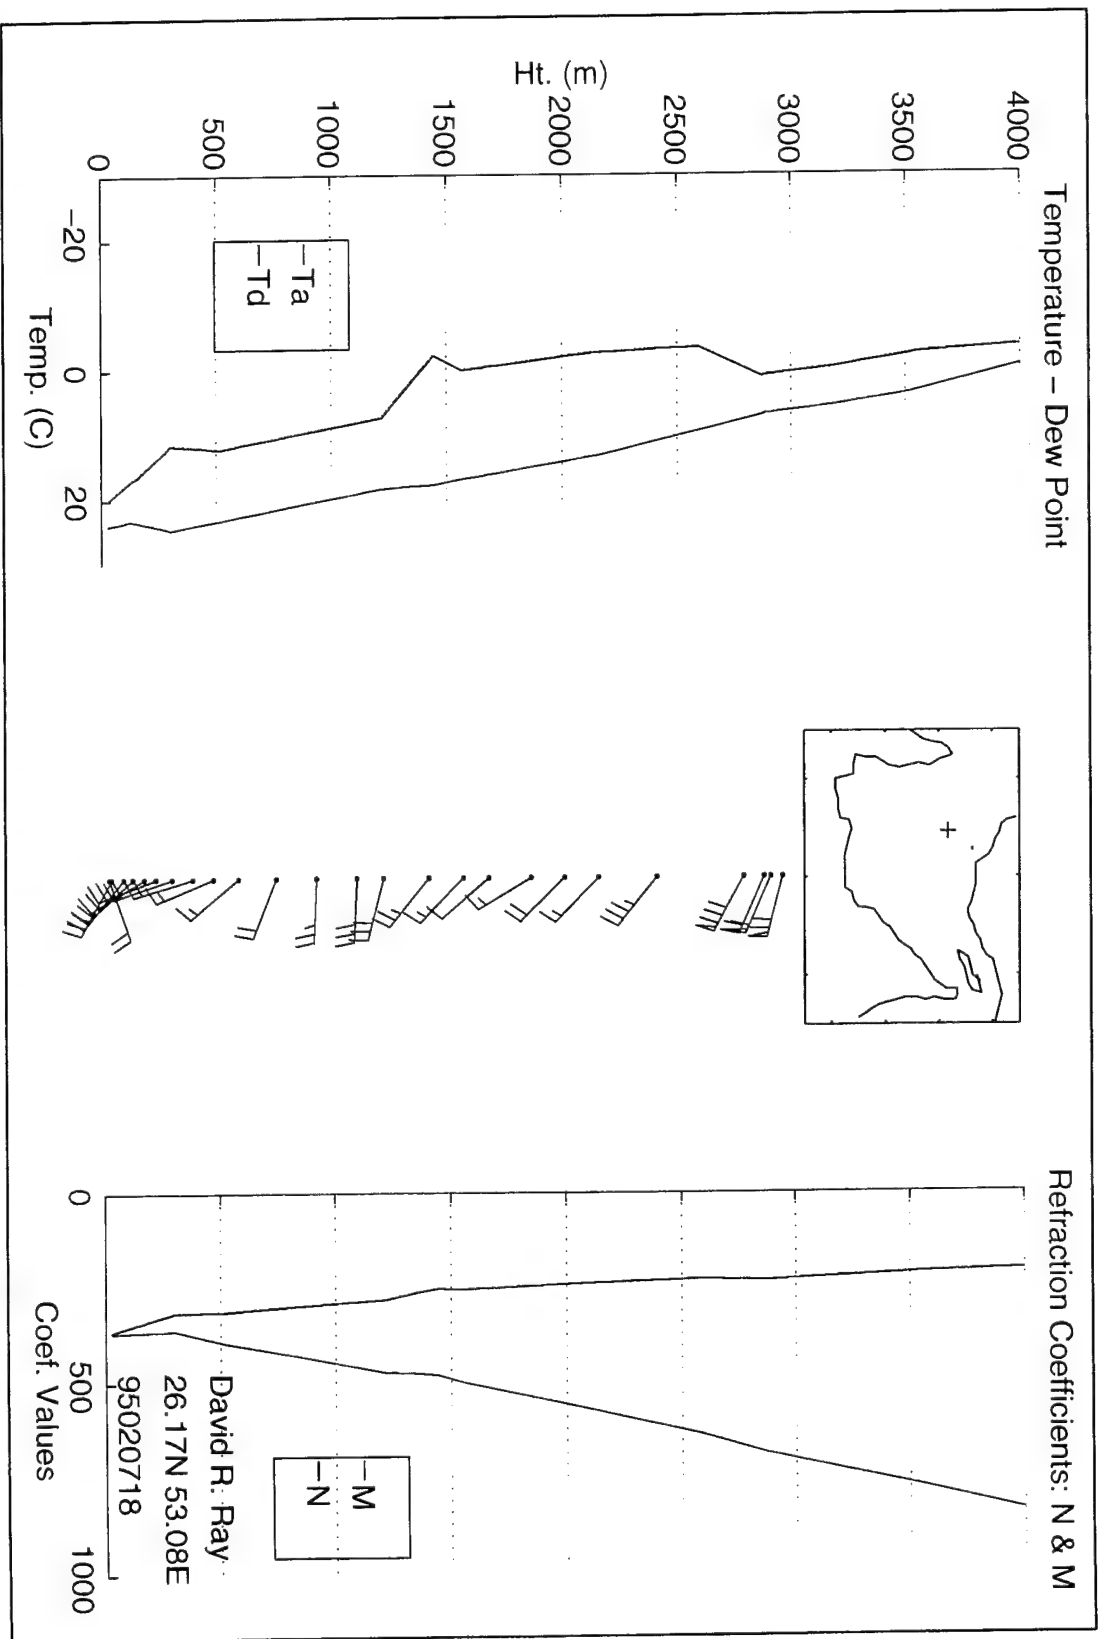 Temperature – Dew Point
4000
3500
3000
2500
2000
1500
1000
500
0
Ht. (m)
–20
0
20
Temp. (C)
–Ta
–Td
Refraction Coefficients: N & M
–M
–N
David R. Ray
26.17N 53.08E
95020718
0
500
1000
Coef. Values